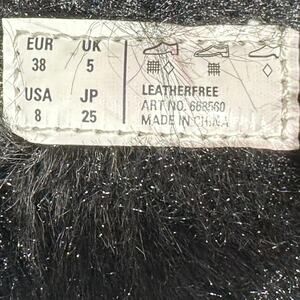 EUR UK
38 5
USA JP
8 25
LEATHERFREE
ART NO. 668560
MADE IN CHINA